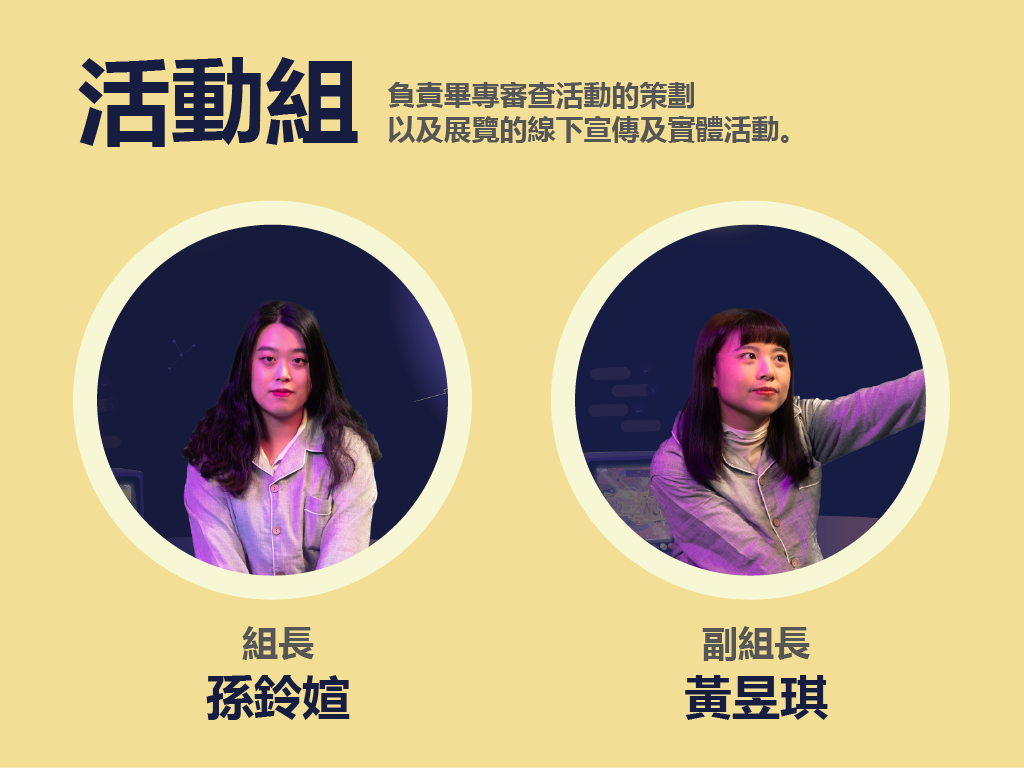 活動組
負責畢專審查活動的策劃
以及展覽的線下宣傳及實體活動。
組長
孫鈴媗
副組長
黃昱琪